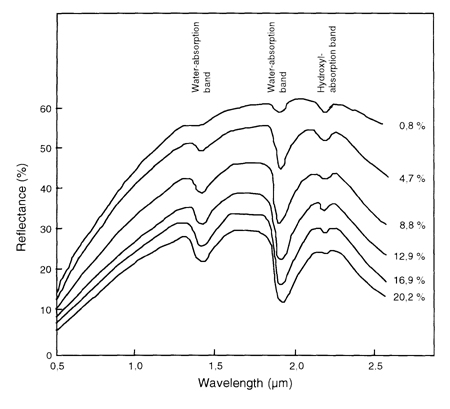 Water-absorption
band
Water-absorption
band
Hydroxyl-
absorption band
Reflectance (%)
60
50
40
30
20
10
0
0,8 %
4,7 %
8,8 %
12,9 %
16,9 %
20,2 %
0.5
1.0
1.5
2.0
2.5
Wavelength (µm)